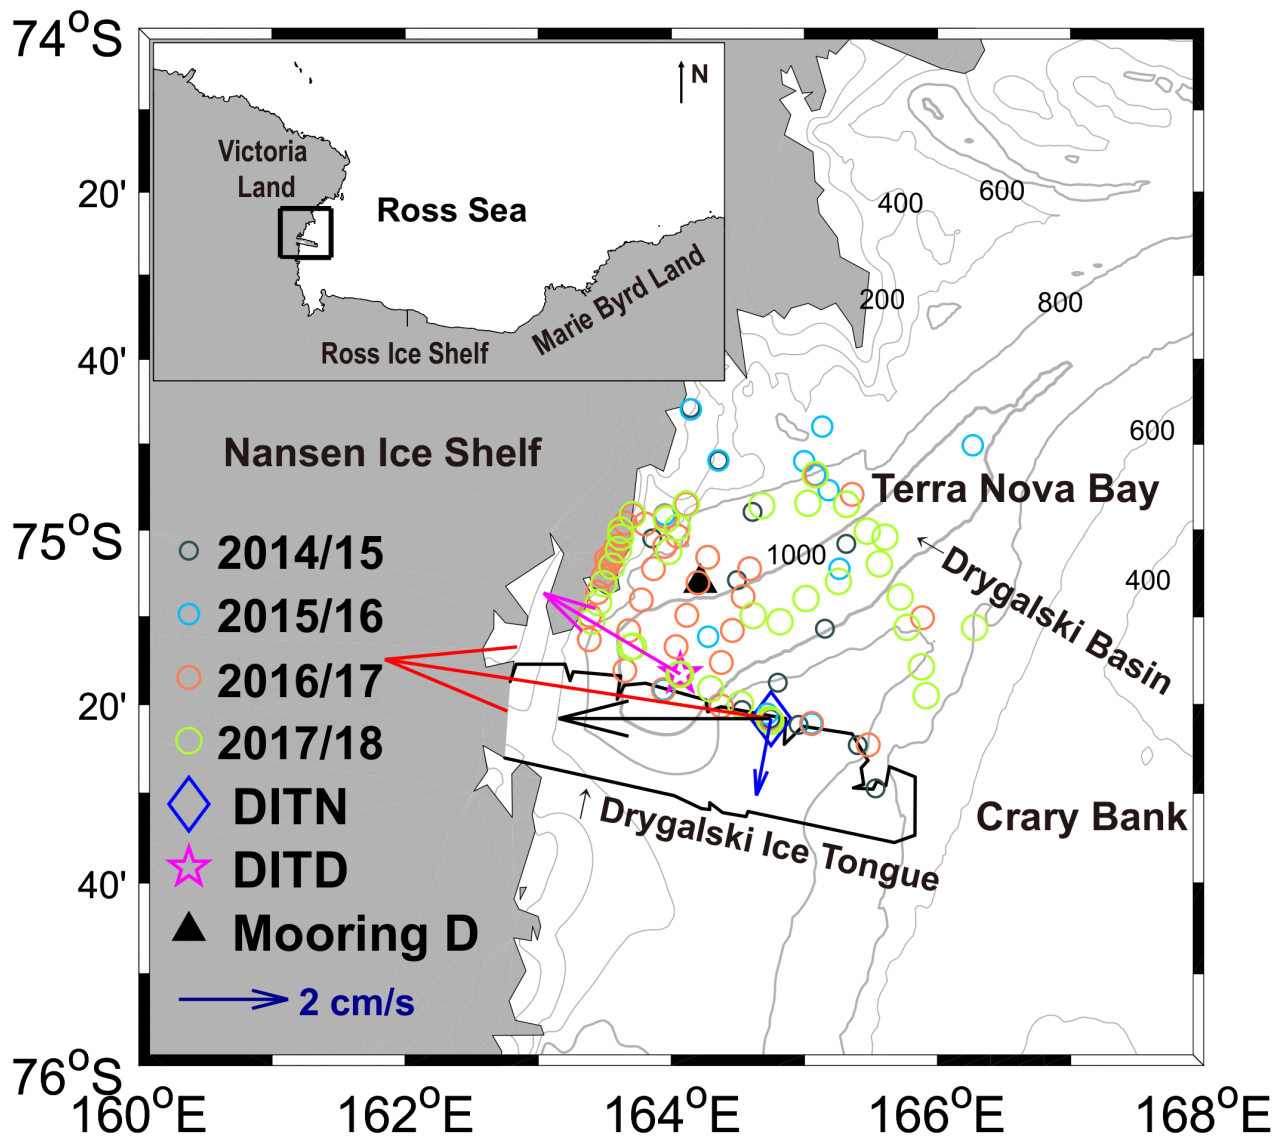 74°S
20'
40'
75°S
20'
40'
76°S
160°E
162°E
164°E
166°E
168°E
N
Victoria
Land
Ross Sea
Marie Byrd Land
Ross Ice Shelf
400
600
200
800
600
1000
400
Nansen Ice Shelf
Terra Nova Bay
Drygalski Basin
Crary Bank
Drygalski Ice Tongue
2014/15
2015/16
2016/17
2017/18
DITN
DITD
Mooring D
2 cm/s